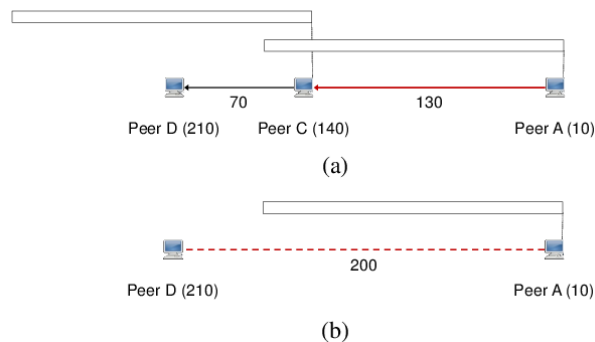 70
130
Peer D (210)
Peer C (140)
Peer A (10)
(a)
200
Peer D (210)
Peer A (10)
(b)